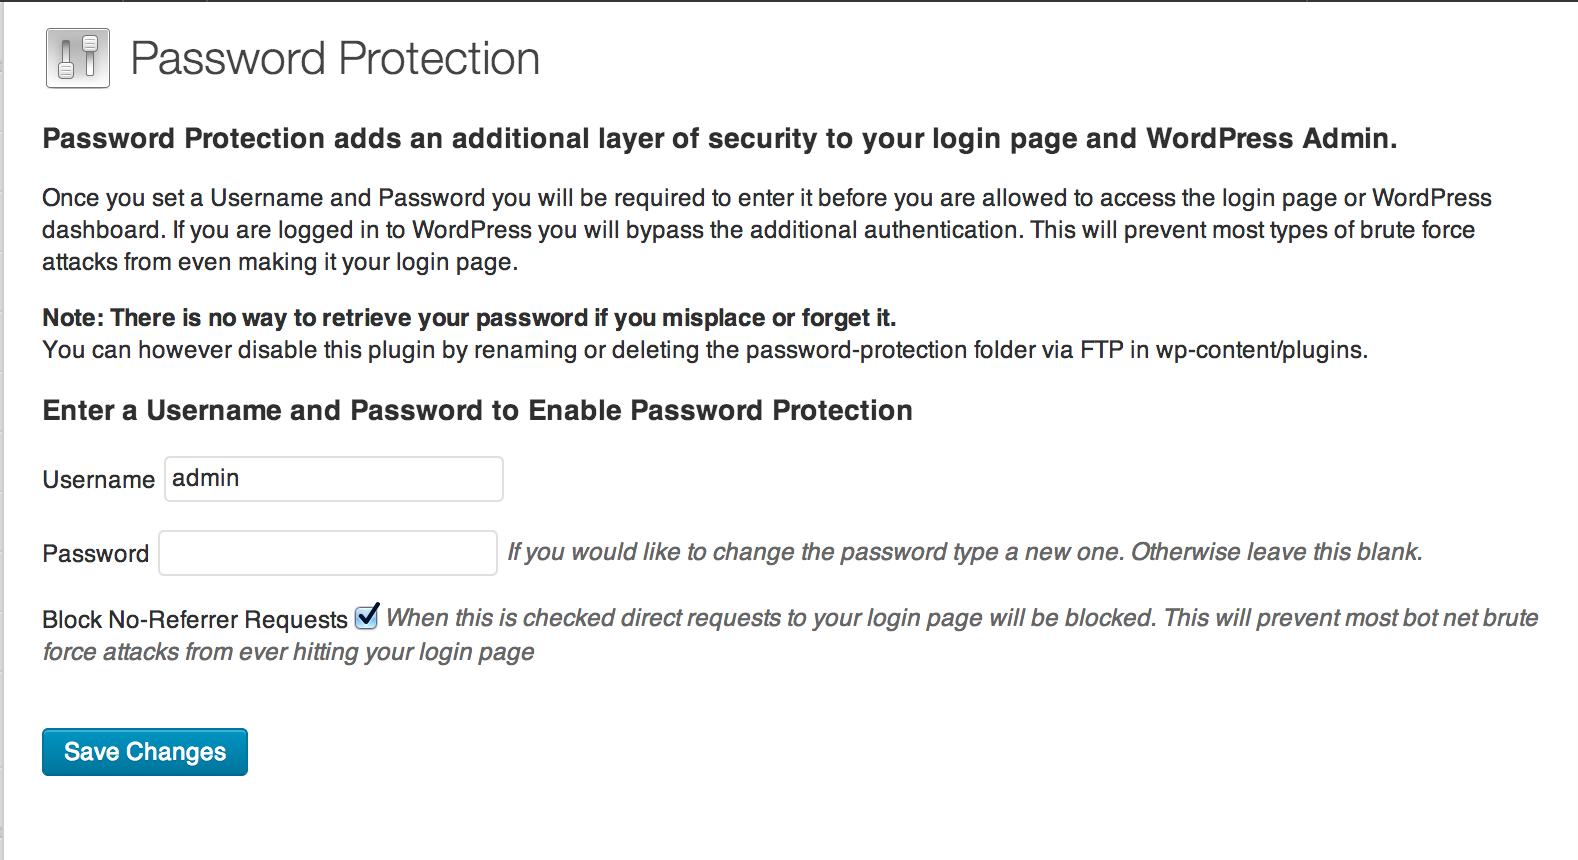 Password Protection
Password Protection adds an additional layer of security to your login page and WordPress Admin.
Once you set a Username and Password you will be required to enter it before you are allowed to access the login page or WordPress
dashboard. If you are logged in to WordPress you will bypass the additional authentication. This will prevent most types of brute force
attacks from even making it your login page.
Note: There is no way to retrieve your password if you misplace or forget it.
You can however disable this plugin by renaming or deleting the password-protection folder via FTP in wp-content/plugins.
Enter a Username and Password to Enable Password Protection
Username admin
Password If you would like to change the password type a new one. Otherwise leave this blank.
Block No-Referrer Requests When this is checked direct requests to your login page will be blocked. This will prevent most bot net brute
force attacks from ever hitting your login page
Save Changes